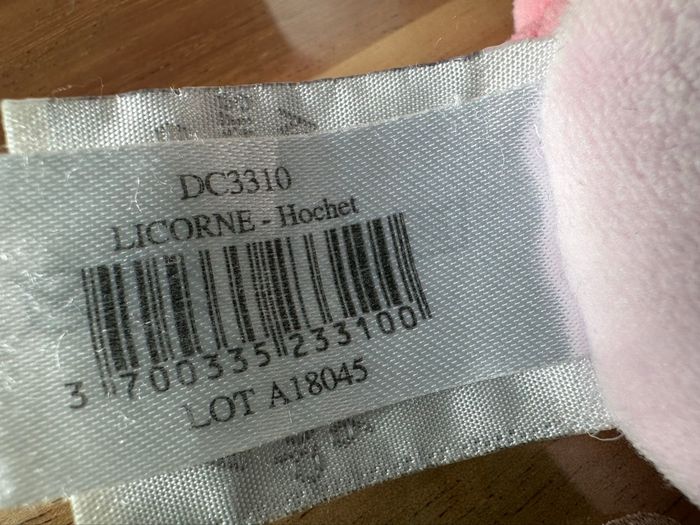 DC3310
LICORNE - Hochet
3 700335 233100
LOT A18045